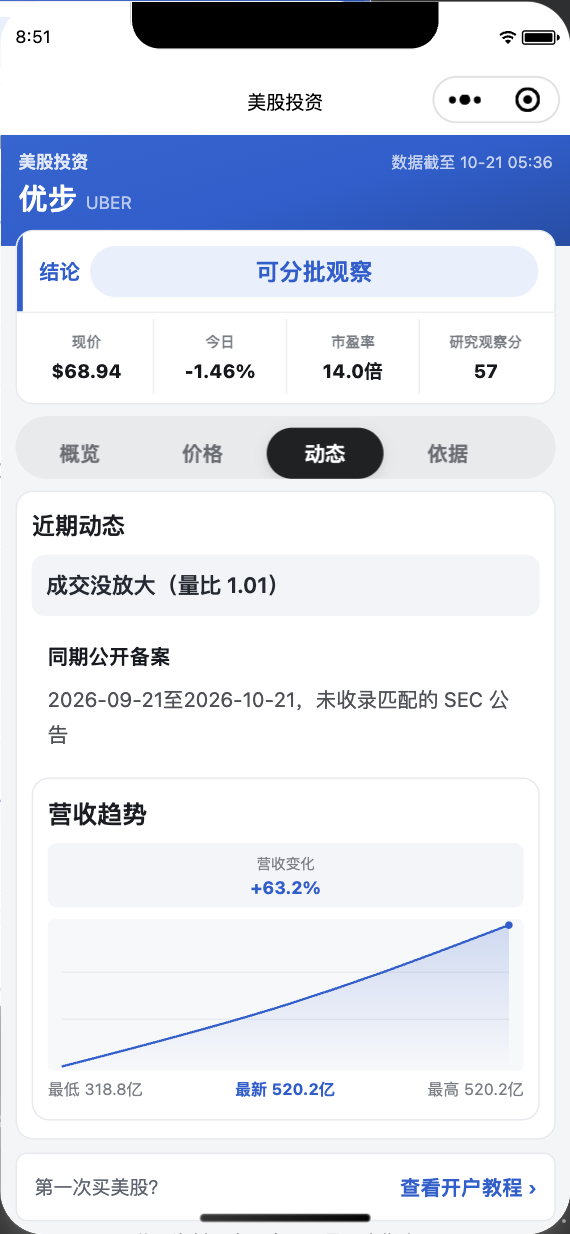 8:51
美股投资
美股投资
数据截至 10-21 05:36
优步 UBER
结论
可分批观察
现价
今日
市盈率
研究观察分
$68.94
-1.46%
14.0倍
57
概览
价格
动态
依据
近期动态
成交没放大（量比 1.01）
同期公开备案
2026-09-21至2026-10-21，未收录匹配的 SEC 公
告
营收趋势
营收变化
+63.2%
最低 318.8亿
最新 520.2亿
最高 520.2亿
第一次买美股?
查看开户教程 ›